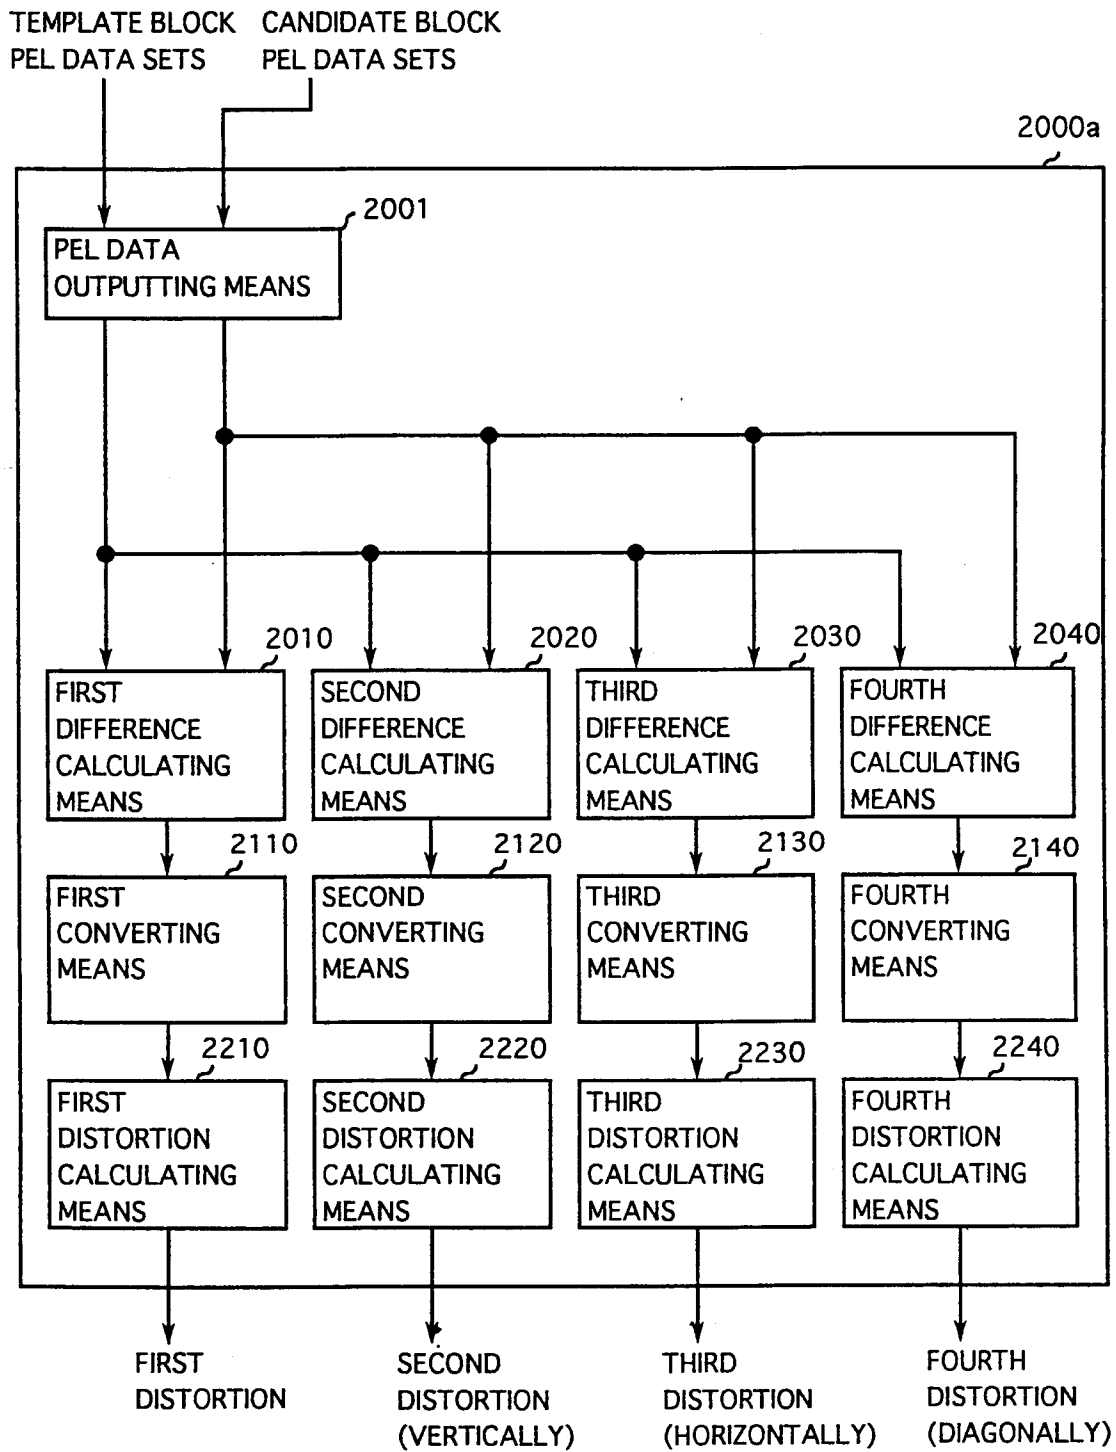 TEMPLATE BLOCK
PEL DATA SETS
CANDIDATE BLOCK
PEL DATA SETS
2000a
2001
PEL DATA
OUTPUTTING MEANS
2010
FIRST
DIFFERENCE
CALCULATING
MEANS
2020
SECOND
DIFFERENCE
CALCULATING
MEANS
2030
THIRD
DIFFERENCE
CALCULATING
MEANS
2040
FOURTH
DIFFERENCE
CALCULATING
MEANS
2110
FIRST
CONVERTING
MEANS
2120
SECOND
CONVERTING
MEANS
2130
THIRD
CONVERTING
MEANS
2140
FOURTH
CONVERTING
MEANS
2210
FIRST
DISTORTION
CALCULATING
MEANS
2220
SECOND
DISTORTION
CALCULATING
MEANS
2230
THIRD
DISTORTION
CALCULATING
MEANS
2240
FOURTH
DISTORTION
CALCULATING
MEANS
FIRST
DISTORTION
SECOND
DISTORTION
(VERTICALLY)
THIRD
DISTORTION
(HORIZONTALLY)
FOURTH
DISTORTION
(DIAGONALLY)